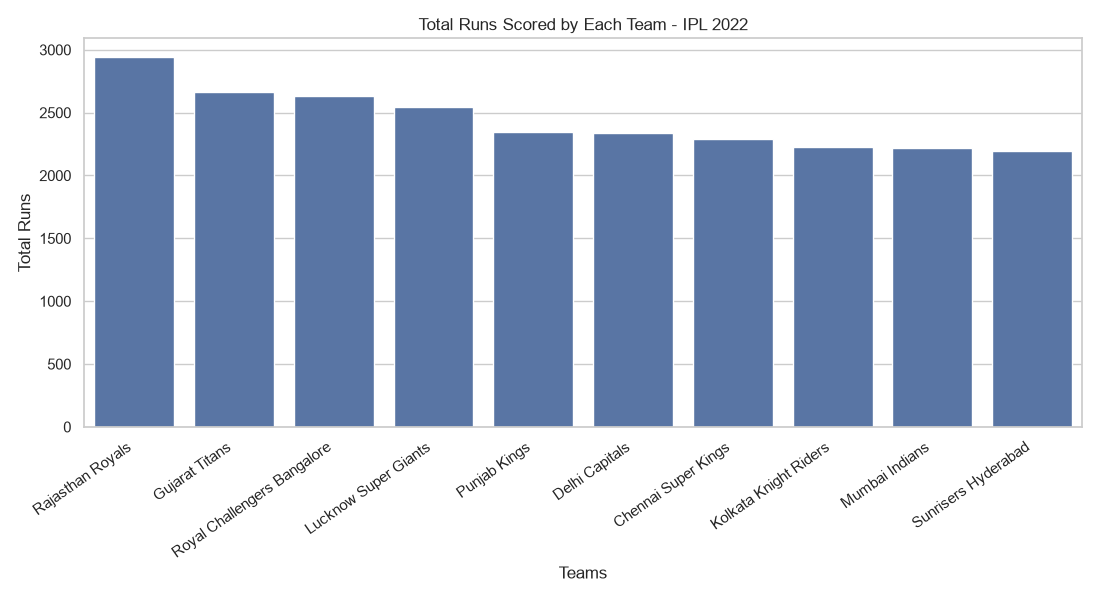 Total Runs Scored by Each Team - IPL 2022
Total Runs
3000
2500
2000
1500
1000
500
0
Rajasthan Royals
Gujarat Titans
Royal Challengers Bangalore
Lucknow Super Giants
Punjab Kings
Delhi Capitals
Chennai Super Kings
Kolkata Knight Riders
Mumbai Indians
Sunrisers Hyderabad
Teams